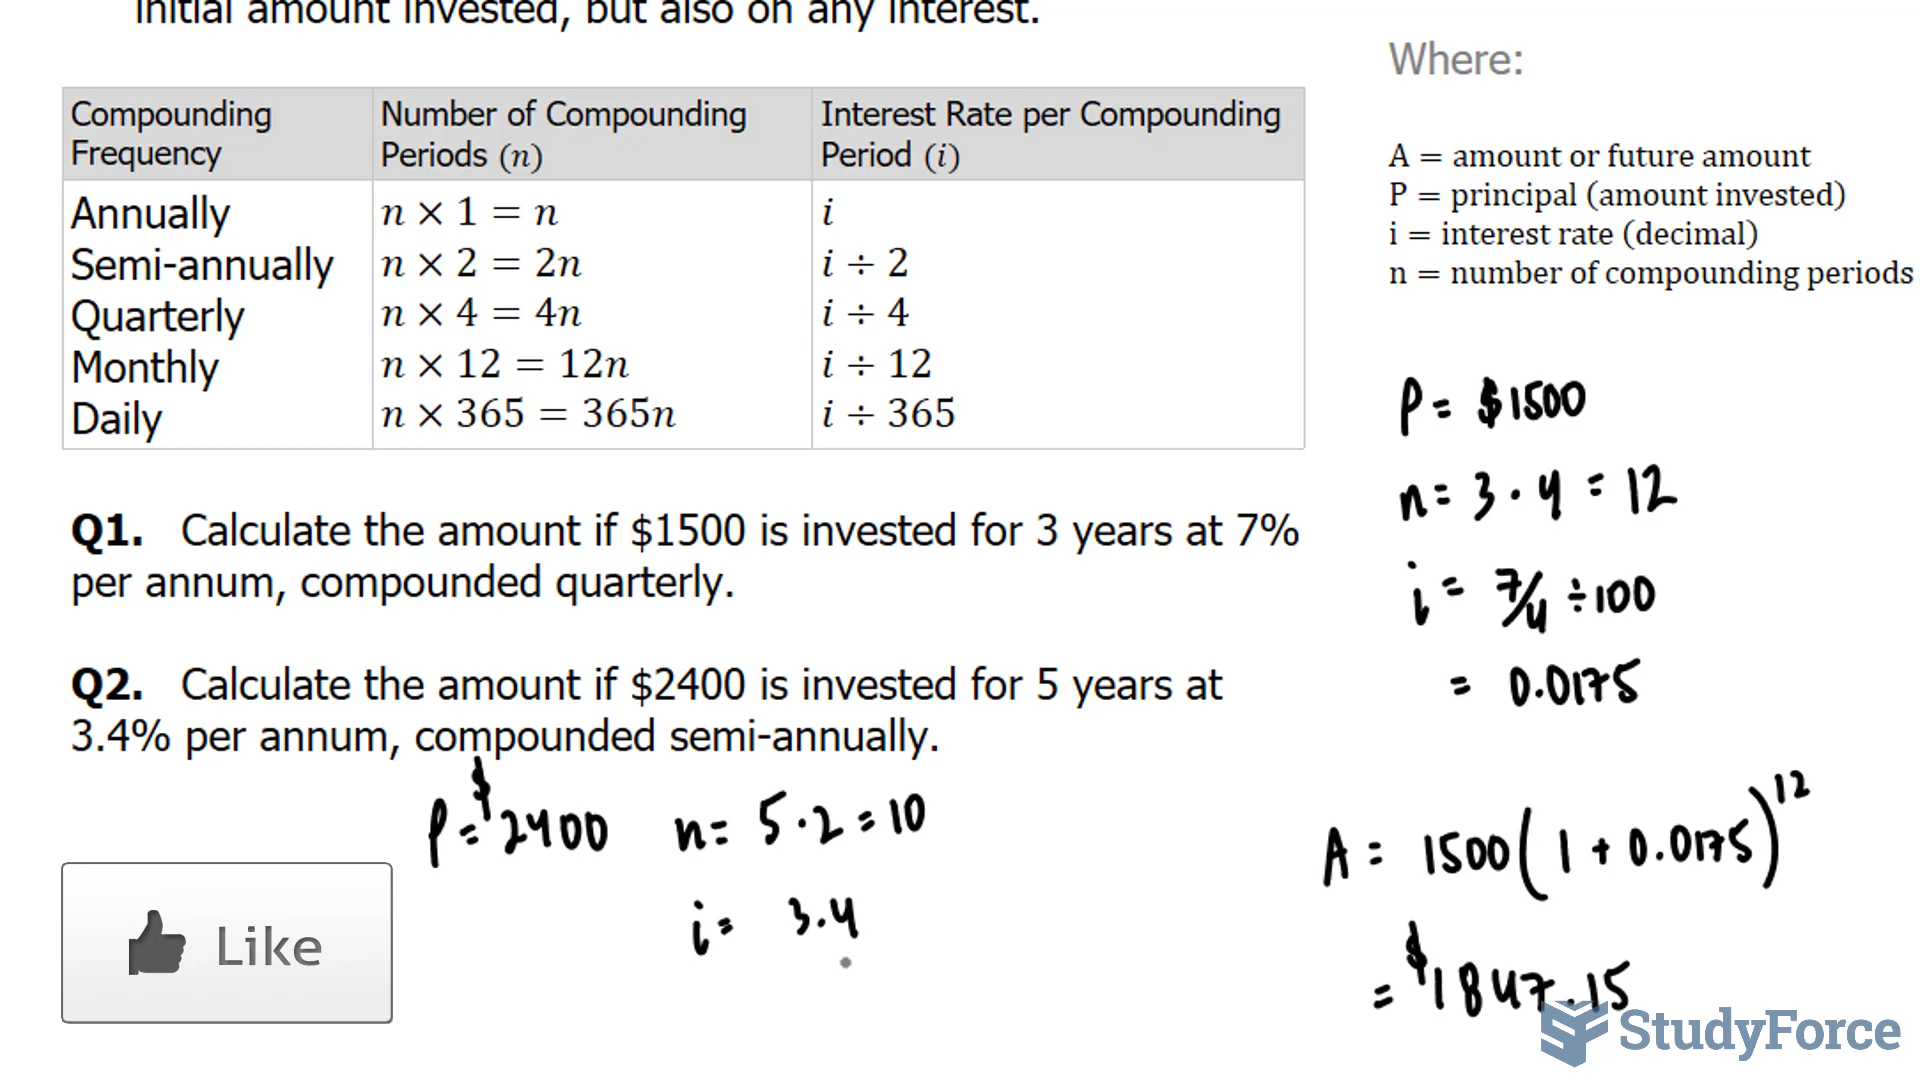 initial amount invested, but also on any interest.
Where:
Compounding Frequency
Number of Compounding Periods (n)
Interest Rate per Compounding Period (i)
Annually n × 1 = n i
Semi-annually n × 2 = 2n i ÷ 2
Quarterly n × 4 = 4n i ÷ 4
Monthly n × 12 = 12n i ÷ 12
Daily n × 365 = 365n i ÷ 365
A = amount or future amount
P = principal (amount invested)
i = interest rate (decimal)
n = number of compounding periods
P = $1500
n = 3 · 4 = 12
i = 7/4 ÷ 100
= 0.0175
Q1. Calculate the amount if $1500 is invested for 3 years at 7%
per annum, compounded quarterly.
Q2. Calculate the amount if $2400 is invested for 5 years at
3.4% per annum, compounded semi-annually.
P = $2400 n = 5 · 2 = 10
i = 3.4
A = 1500(1 + 0.0175)^12
= $1847.15
Like
StudyForce